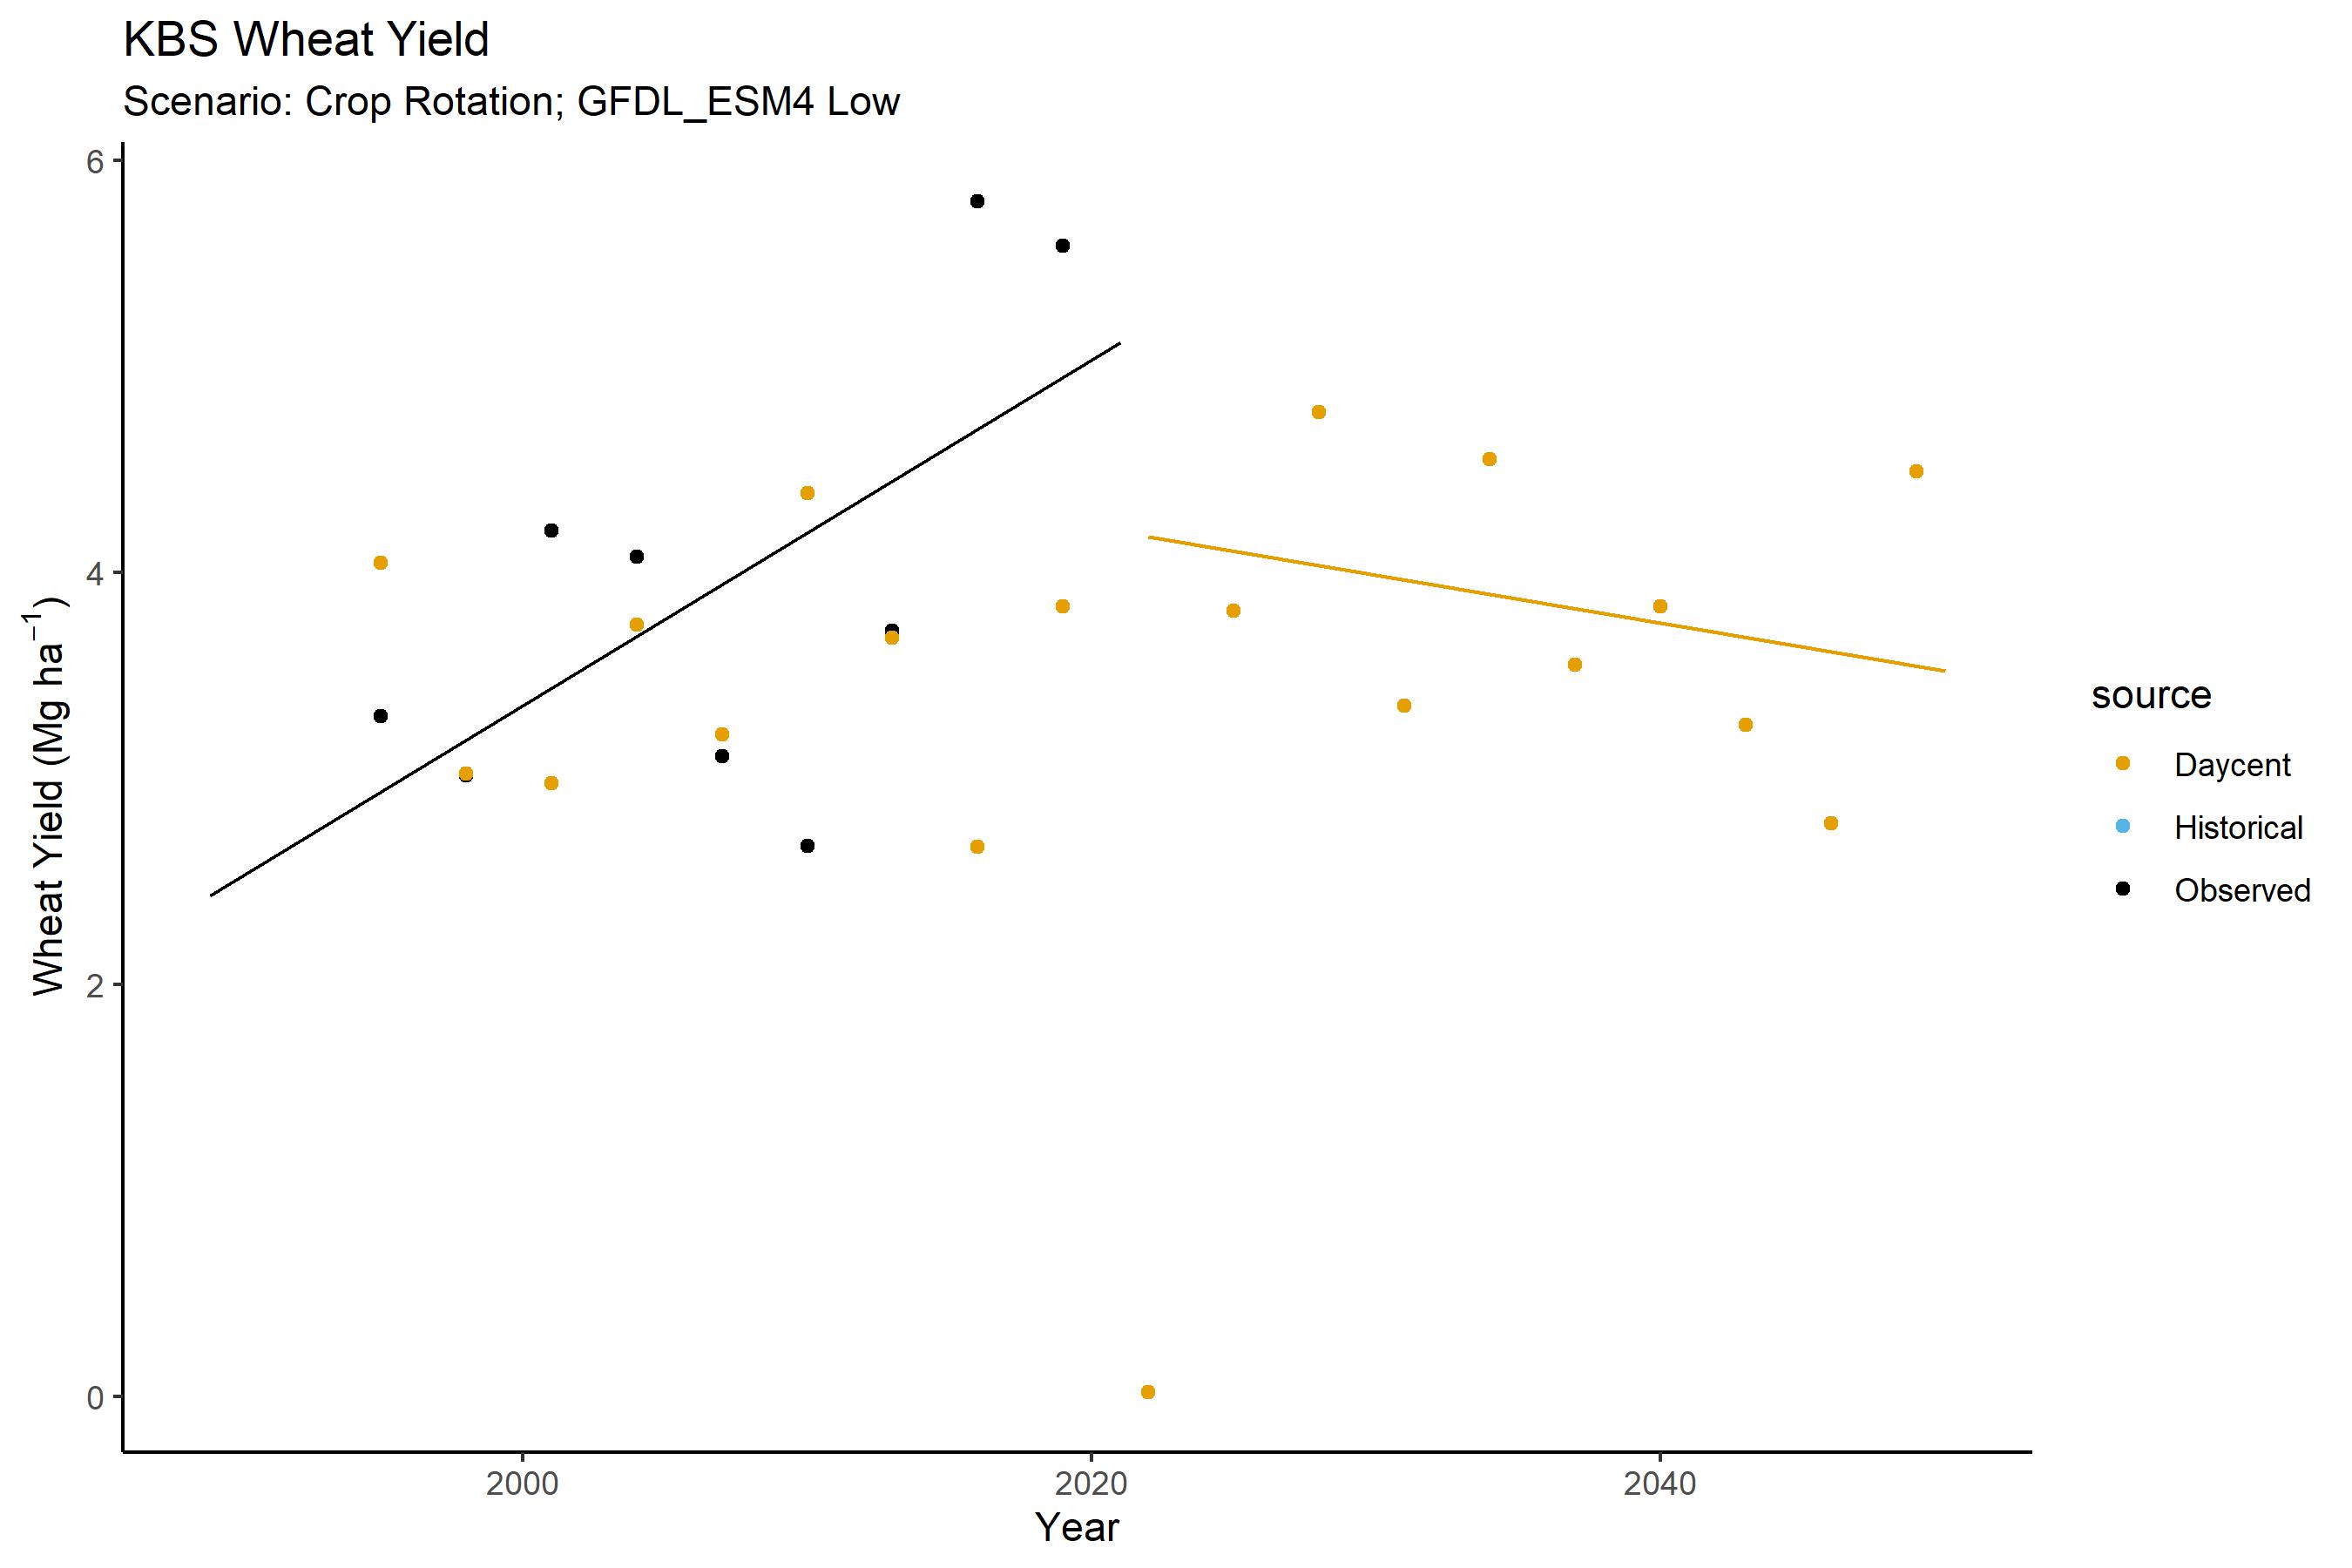 KBS Wheat Yield
Scenario: Crop Rotation; GFDL_ESM4 Low
Wheat Yield (Mg ha⁻¹)
6
4
2
0
2000
2020
2040
Year
source
Daycent
Historical
Observed